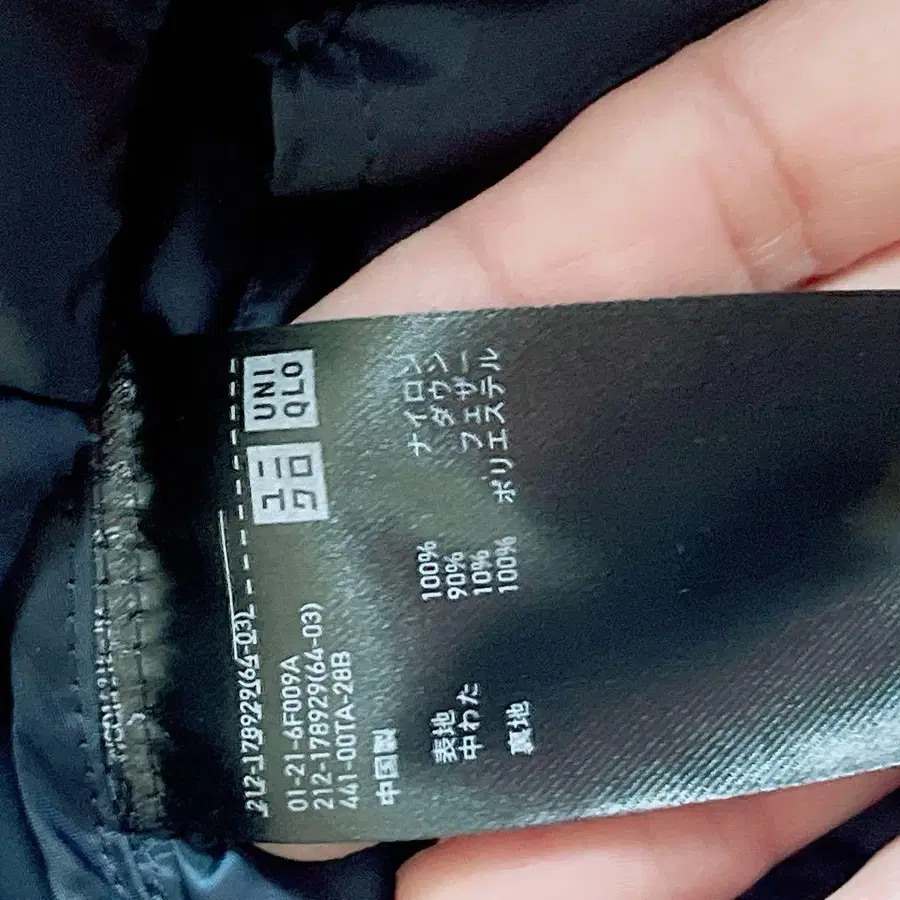 212-178929(64-03)
ユニクロ UNIQLO
01-21-6F009A
212-178929(64-03)
441-00TA-28B
中国製
表地 100% ナイロン
中わた 90% ダウン
10% フェザー
裏地 100% ポリエステル